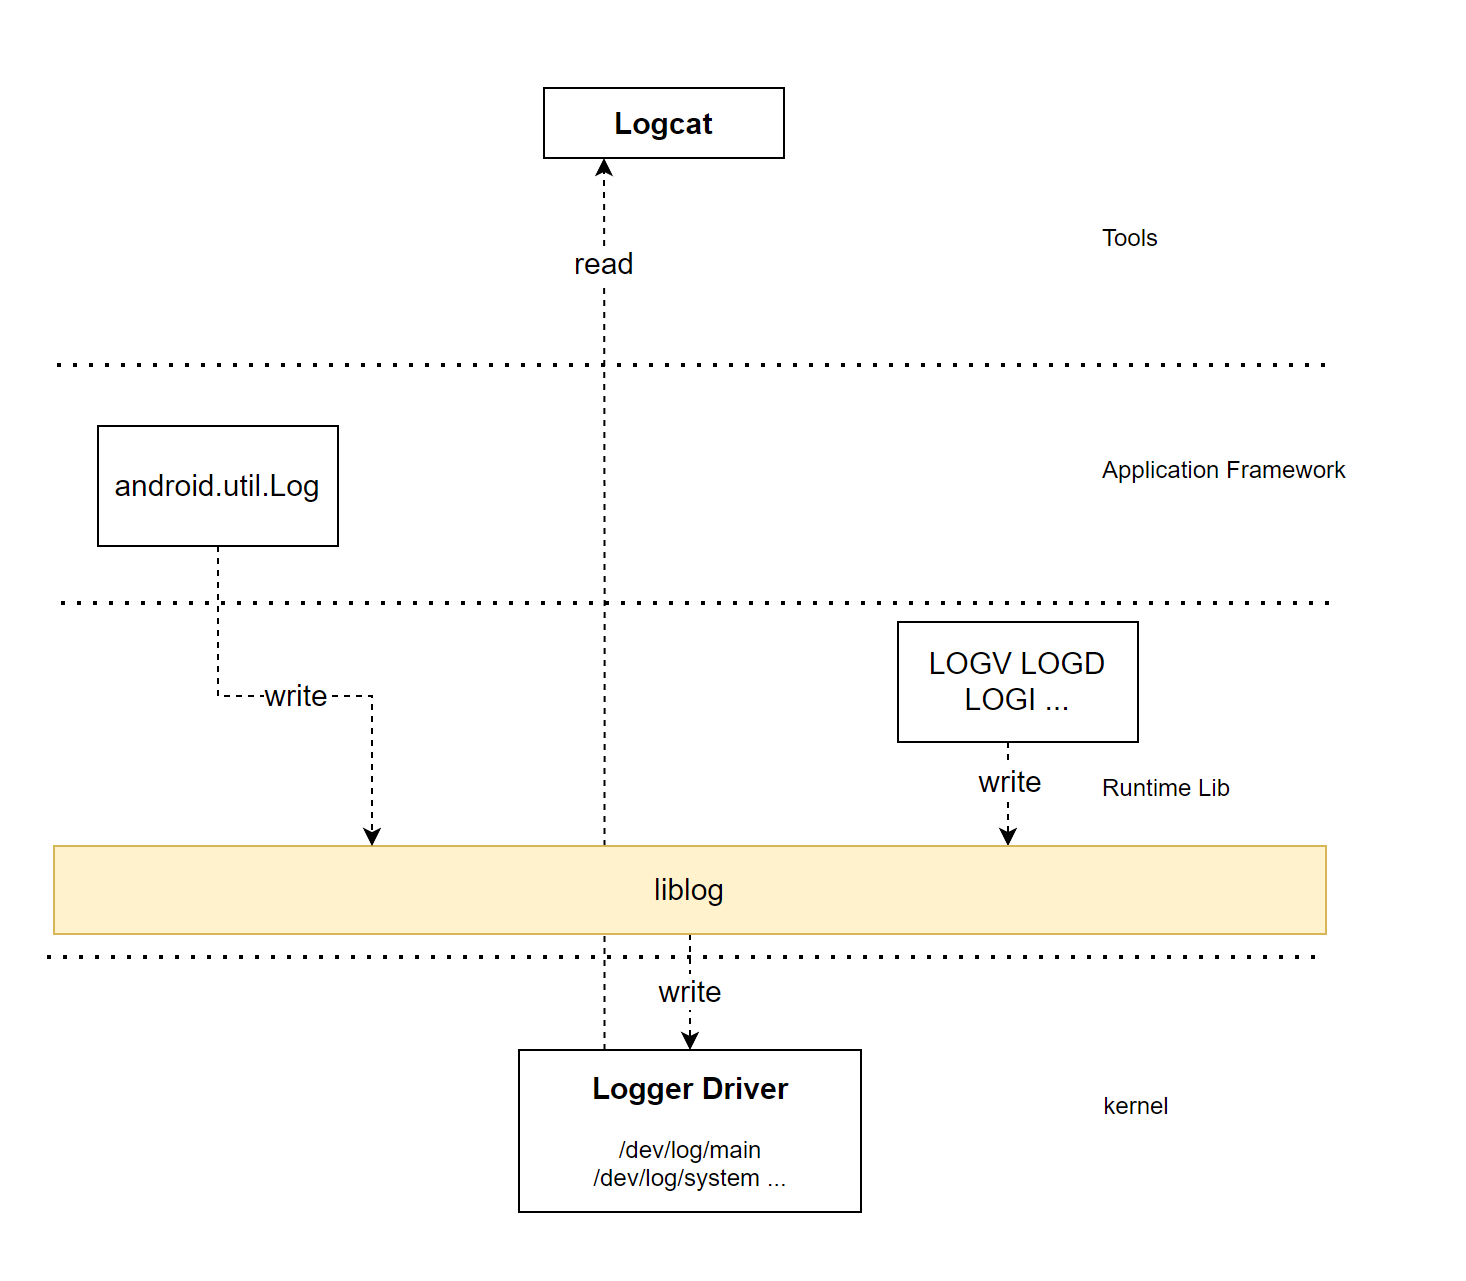 Logcat
read
Tools
android.util.Log
Application Framework
LOGV LOGD
LOGI ...
write
write
Runtime Lib
liblog
write
Logger Driver
/dev/log/main
/dev/log/system ...
kernel